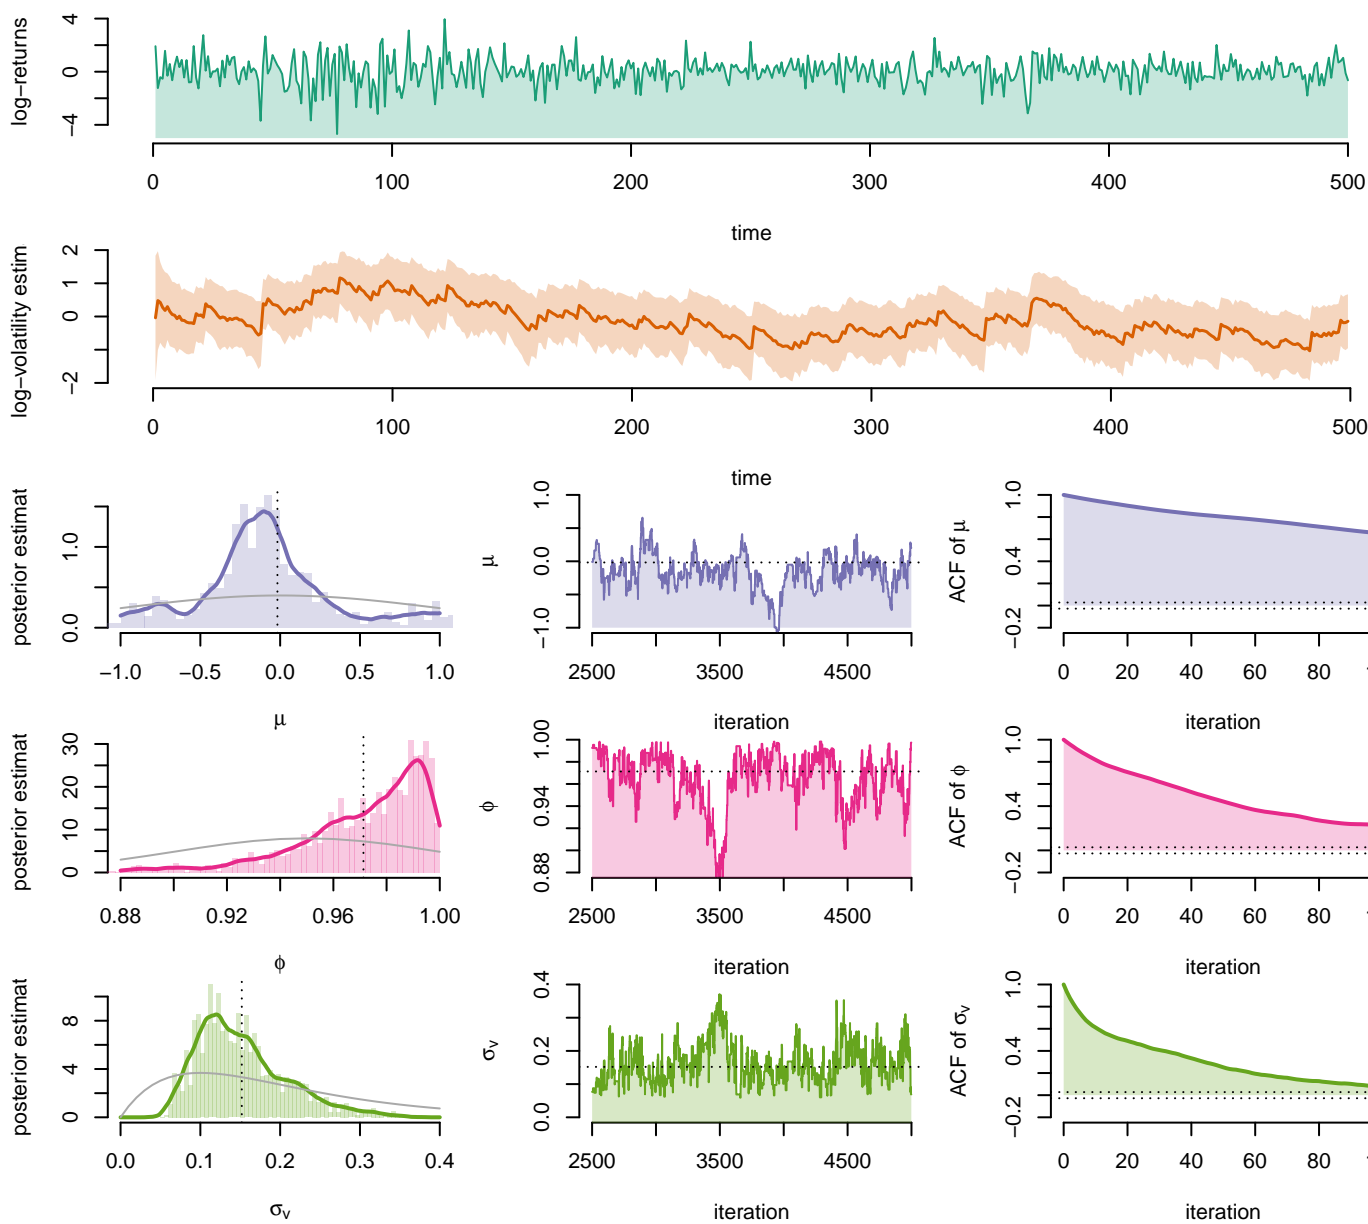 log−returns
4
0
−4
0 100 200 300 400 500
time
log−volatility estim
2
1
0
−2
0 100 200 300 400 500
time
posterior estimat
1.0
0.0
−1.0 −0.5 0.0 0.5 1.0
μ
μ
1.0
0.0
−1.0
2500 3500 4500
iteration
ACF of μ
1.0
0.4
−0.2
0 20 40 60 80 1
iteration
posterior estimat
30
20
10
0
0.88 0.92 0.96 1.00
ϕ
ϕ
1.00
0.94
0.88
2500 3500 4500
iteration
ACF of ϕ
1.0
0.4
−0.2
0 20 40 60 80 1
iteration
posterior estimat
8
4
0
0.0 0.1 0.2 0.3 0.4
σv
σv
0.4
0.2
0.0
2500 3500 4500
iteration
ACF of σv
1.0
0.4
−0.2
0 20 40 60 80 1
iteration